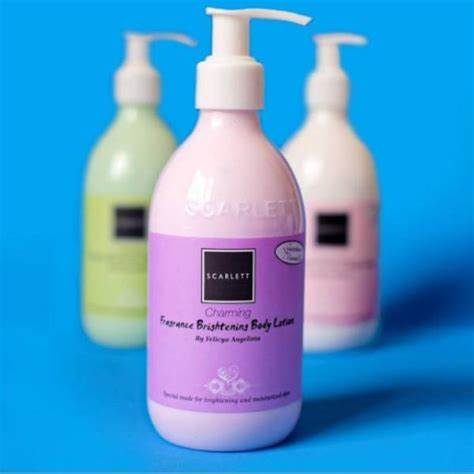 SCARLETT
SCARLETT
Charming
Fragrance Brightening Body Lotion
By Felicya Angelista
Special made for brightening and moisturized skin